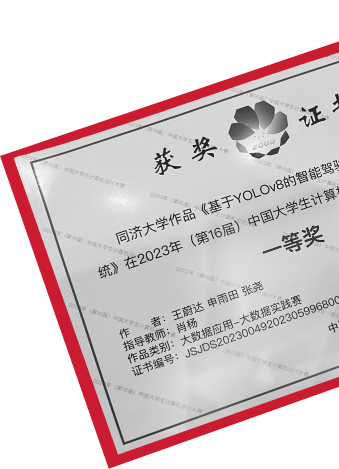 获奖证
2008
同济大学作品《基于YOLOv8的智能驾驶
统》在2023年（第16届）中国大学生计算机
一等奖
作 者：王蔚达 申雨田 张尧
指导教师：肖杨
作品类别：大数据应用-大数据实践赛
证书编号：JSJDS20230049202305996800
中